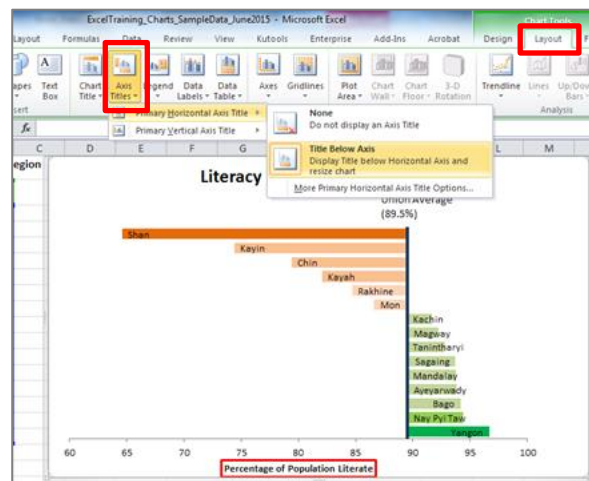 ExcelTraining_Charts_SampleData_June2015 - Microsoft Excel
Chart Tools
Layout Formulas Data Review View Kutools Enterprise Add-Ins Acrobat Design Layout F
Text Box
Chart Title
Axis Titles
Legend
Data Labels
Data Table
Axes
Gridlines
Plot Area
Chart Wall
Chart Floor
3-D Rotation
Trendline
Lines
Analysis
Primary Horizontal Axis Title
Primary Vertical Axis Title
None
Do not display an Axis Title
Title Below Axis
Display Title below Horizontal Axis and
resize chart
More Primary Horizontal Axis Title Options...
fx
C D E F G L M
egion
Literacy
Union Average
(89.5%)
Shan
Kayin
Chin
Kayah
Rakhine
Mon
Kachin
Magway
Tanintharyi
Sagaing
Mandalay
Ayeyarwady
Bago
Nay Pyi Taw
Yangon
60 65 70 75 80 85 90 95 100
Percentage of Population Literate